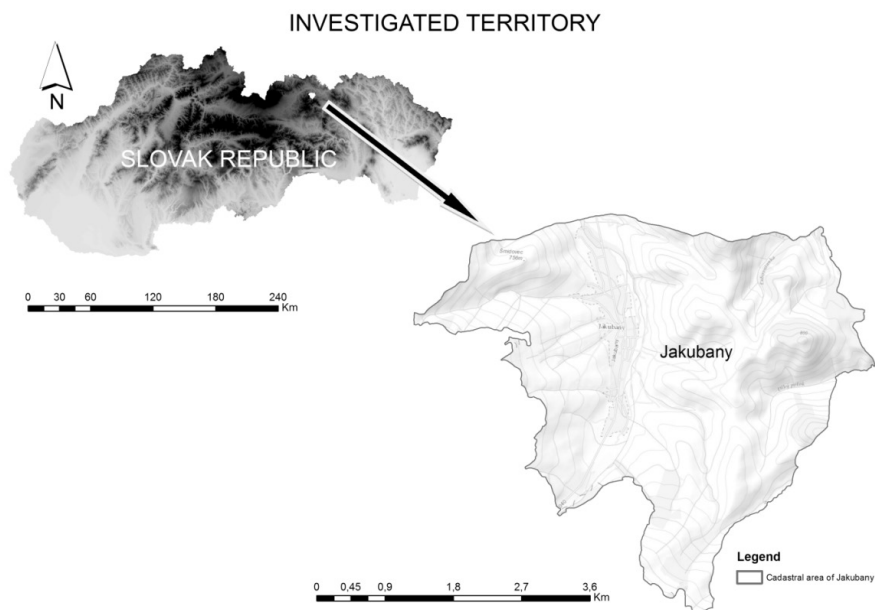 INVESTIGATED TERRITORY
N
SLOVAK REPUBLIC
0 30 60 120 180 240
Km
Jakubany
Jakubany
Jakubany
0 0,45 0,9 1,8 2,7 3,6
Km
Legend
Cadastral area of Jakubany